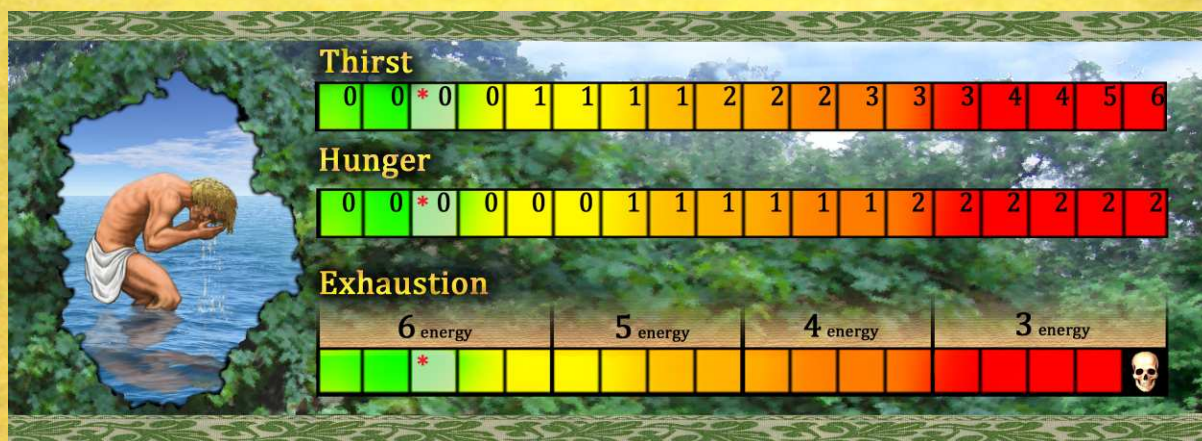 Thirst
0 0 * 0 0 1 1 1 1 2 2 2 3 3 3 4 4 5 6
Hunger
0 0 * 0 0 0 0 1 1 1 1 1 1 2 2 2 2 2 2
Exhaustion
6 energy 5 energy 4 energy 3 energy
*